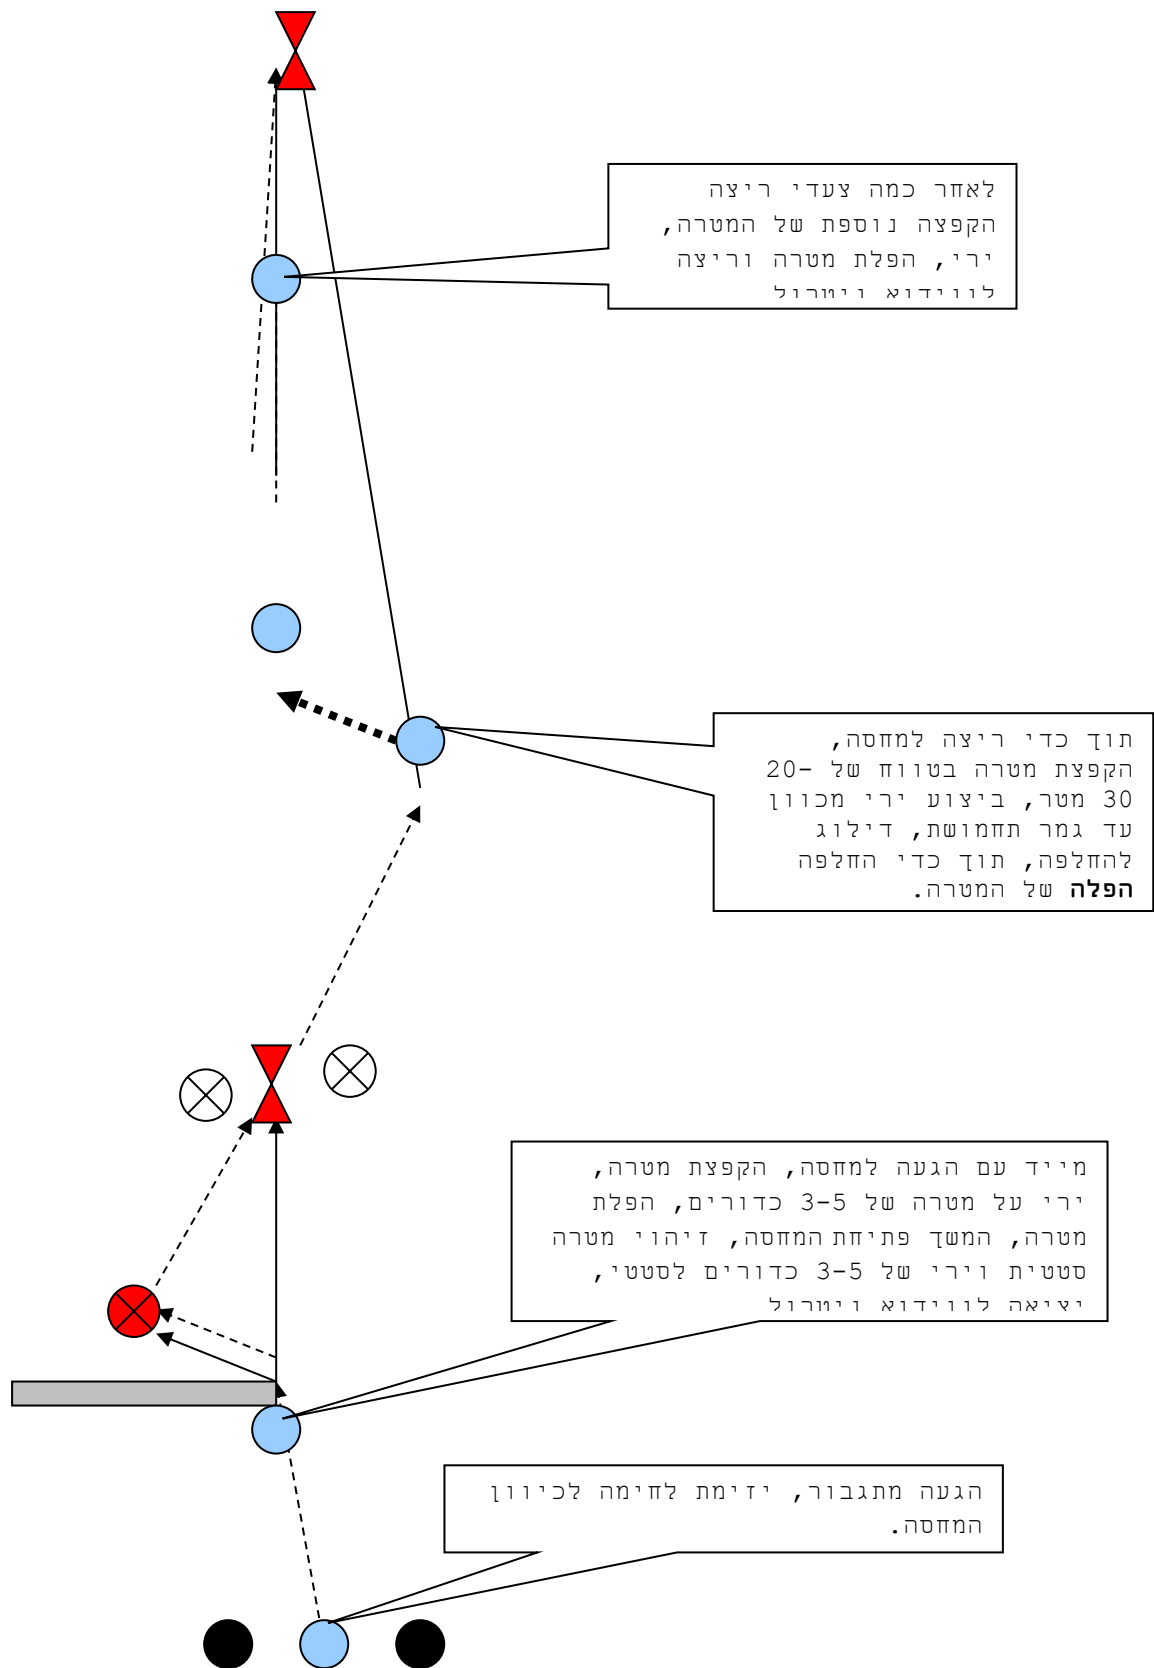 לאחר כמה צעדי ריצה
הקפצה נוספת של המטרה,
ירי, הפלת מטרה וריצה
לווידוא ויטרול
תוך כדי ריצה למחסה,
הקפצת מטרה בטווח של 20-
30 מטר, ביצוע ירי מכוון
עד גמר תחמושת, דילוג
להחלפה, תוך כדי החלפה
הפלה של המטרה.
מייד עם הגעה למחסה, הקפצת מטרה,
ירי על מטרה של 3-5 כדורים, הפלת
מטרה, המשך פתיחת המחסה, זיהוי מטרה
סטטית וירי של 3-5 כדורים לסטטי,
יציאה לווידוא ויטרול
הגעה מתגבור, יזימת לחימה לכיוון
המחסה.